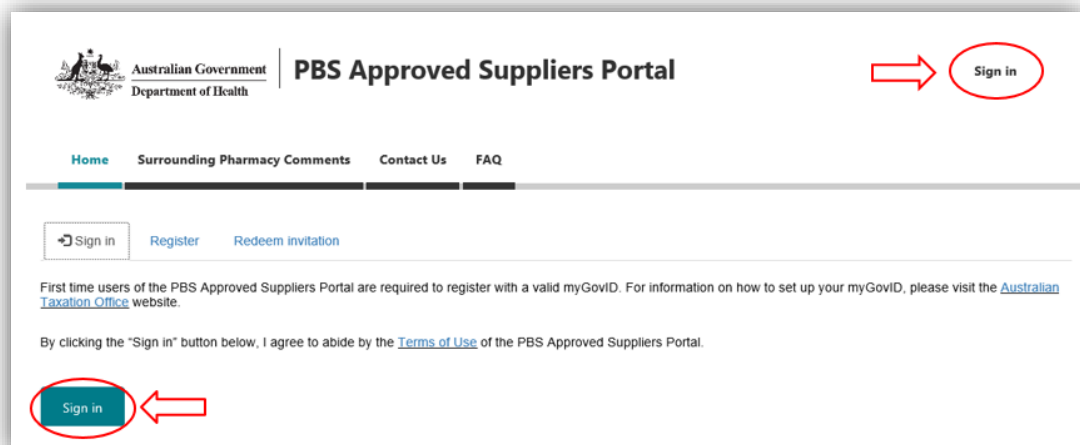 Australian Government
Department of Health
PBS Approved Suppliers Portal
Sign in
Home Surrounding Pharmacy Comments Contact Us FAQ
Sign in Register Redeem invitation
First time users of the PBS Approved Suppliers Portal are required to register with a valid myGovID. For information on how to set up your myGovID, please visit the Australian
Taxation Office website.
By clicking the “Sign in” button below, I agree to abide by the Terms of Use of the PBS Approved Suppliers Portal.
Sign in